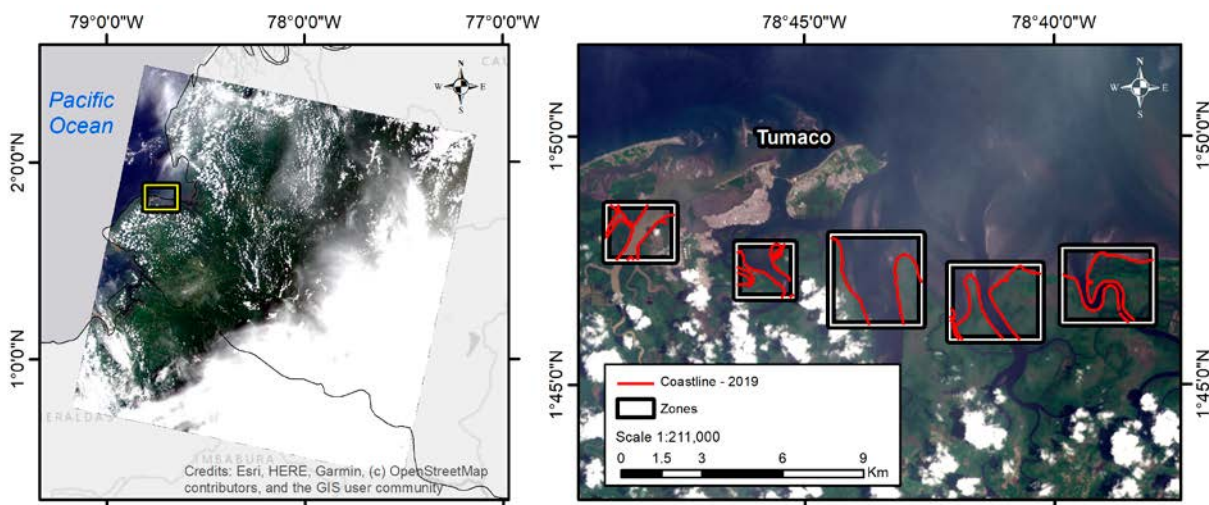 79°0'0"W
78°0'0"W
77°0'0"W
2°0'0"N
1°0'0"N
Pacific
Ocean
N
W E
S
CA
ERALDAS
IMBABURA
Credits: Esri, HERE, Garmin, (c) OpenStreetMap
contributors, and the GIS user community
78°45'0"W
78°40'0"W
1°50'0"N
1°45'0"N
1°50'0"N
1°45'0"N
N
W E
S
Tumaco
Coastline - 2019
Zones
Scale 1:211,000
0 1.5 3 6 9
Km